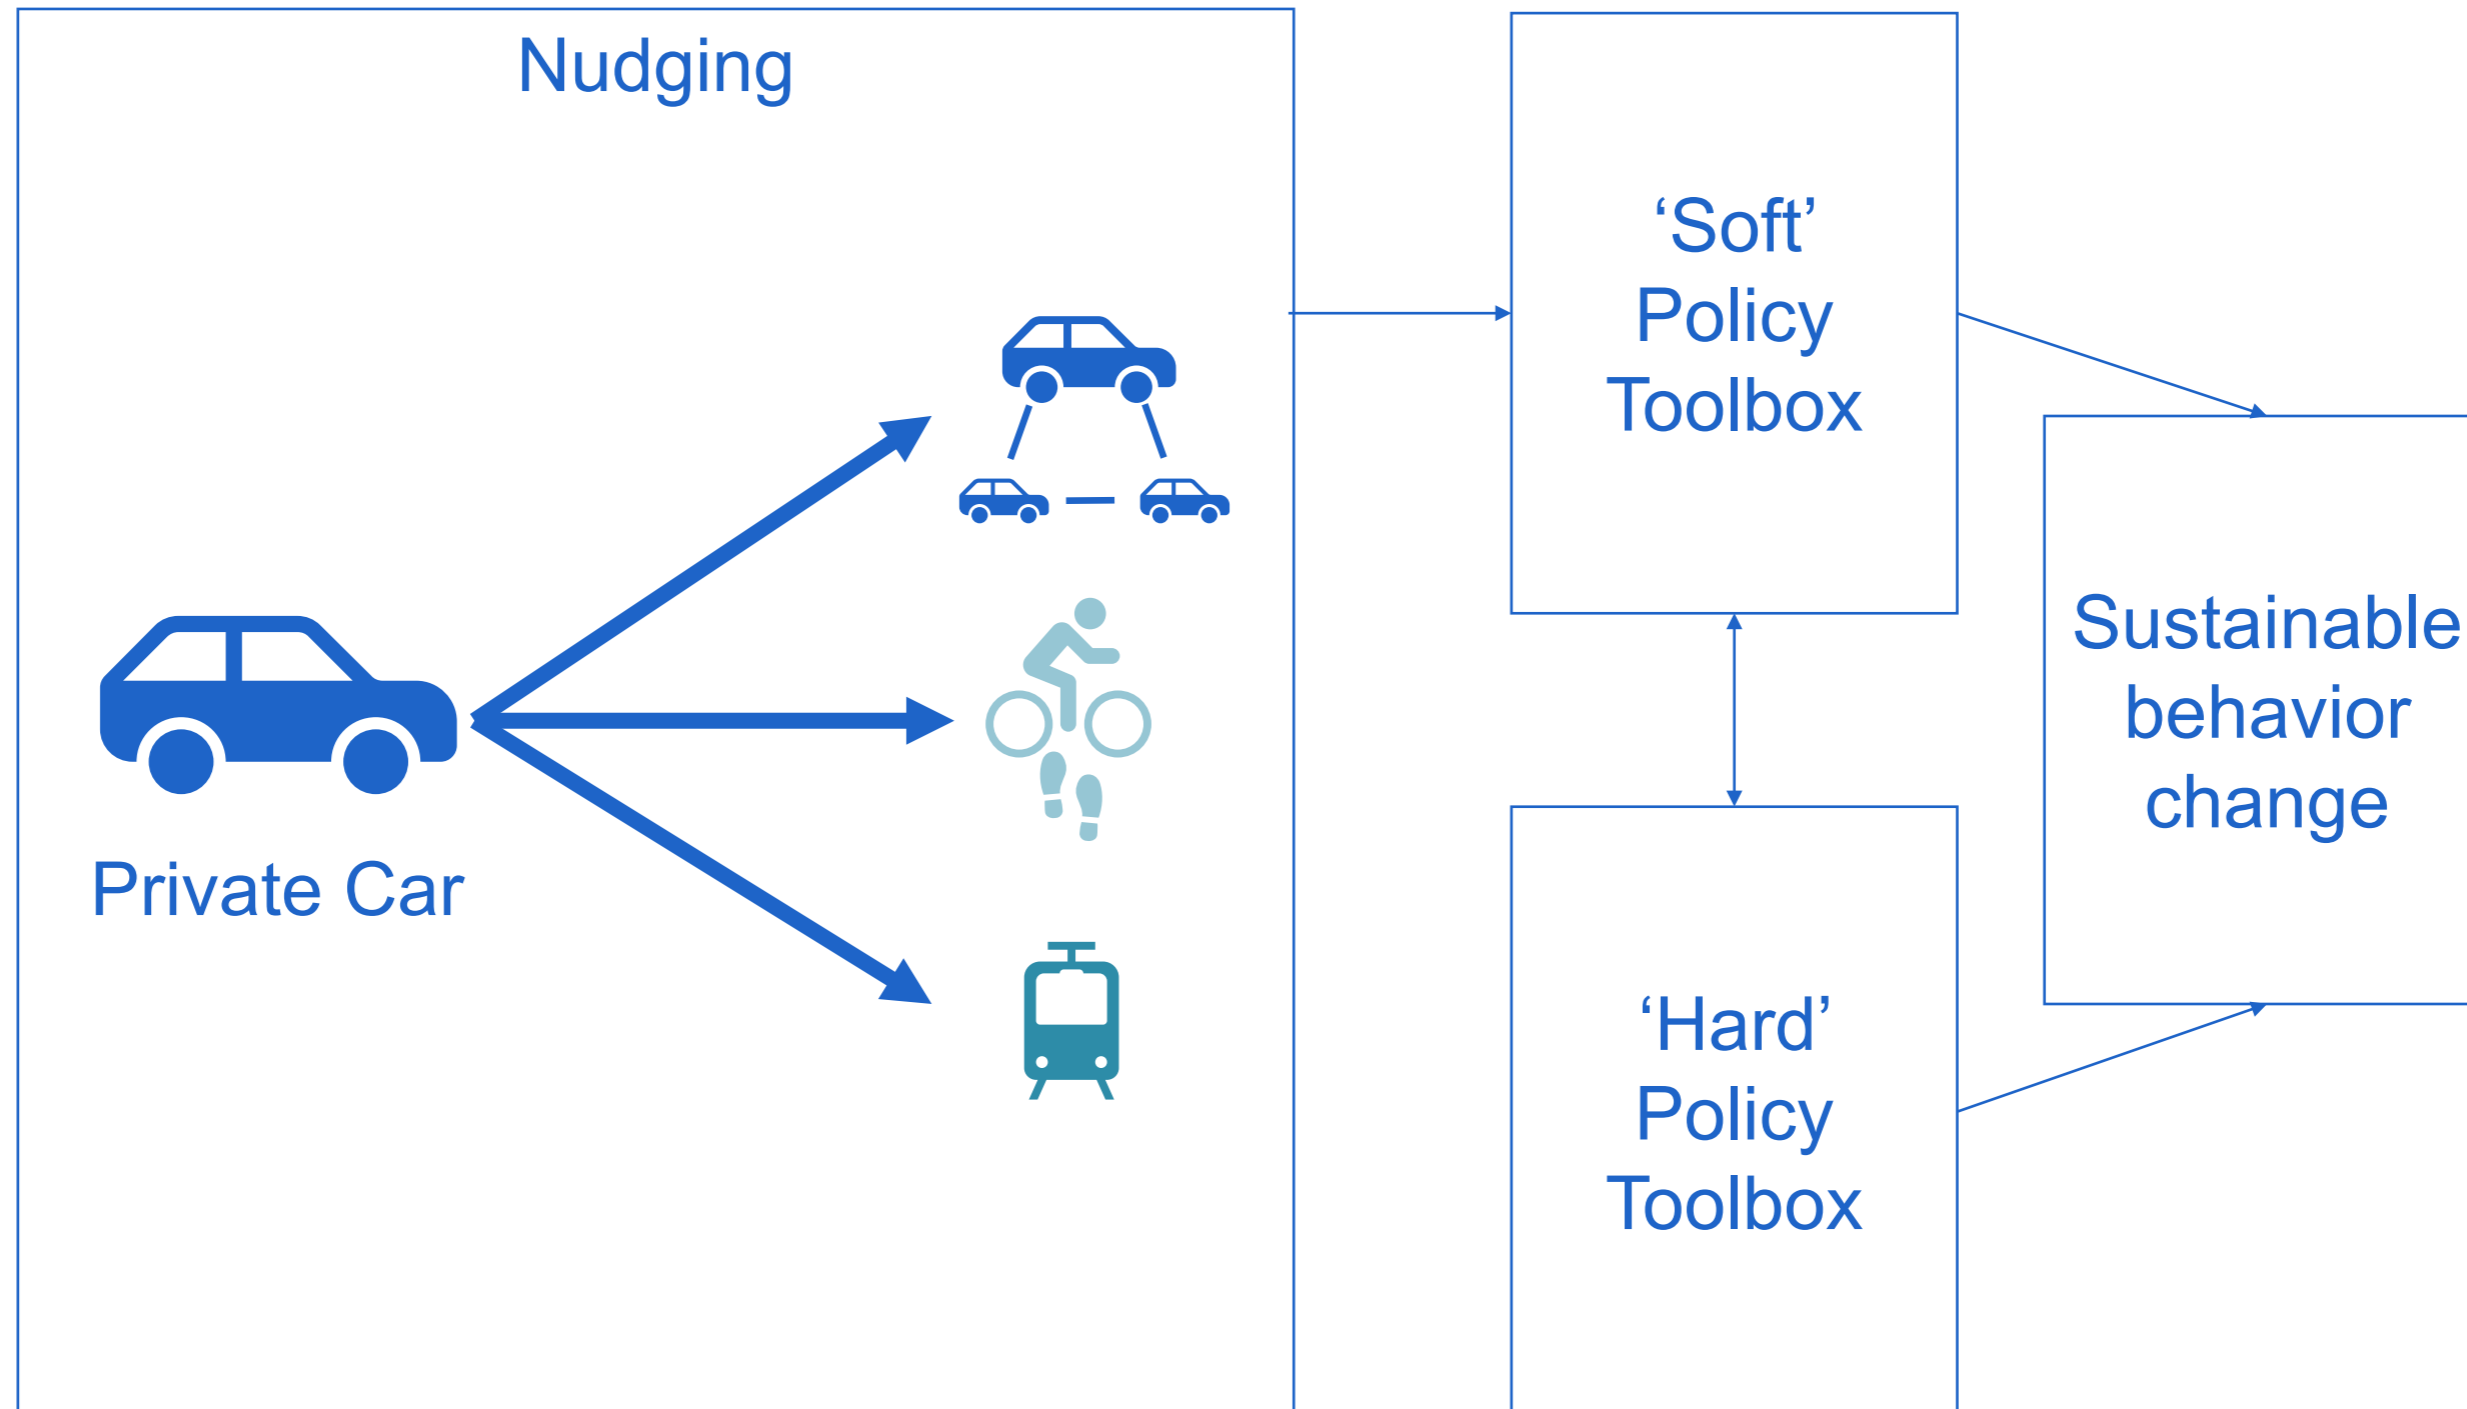 Nudging
Private Car
‘Soft’
Policy
Toolbox
‘Hard’
Policy
Toolbox
Sustainable
behavior
change